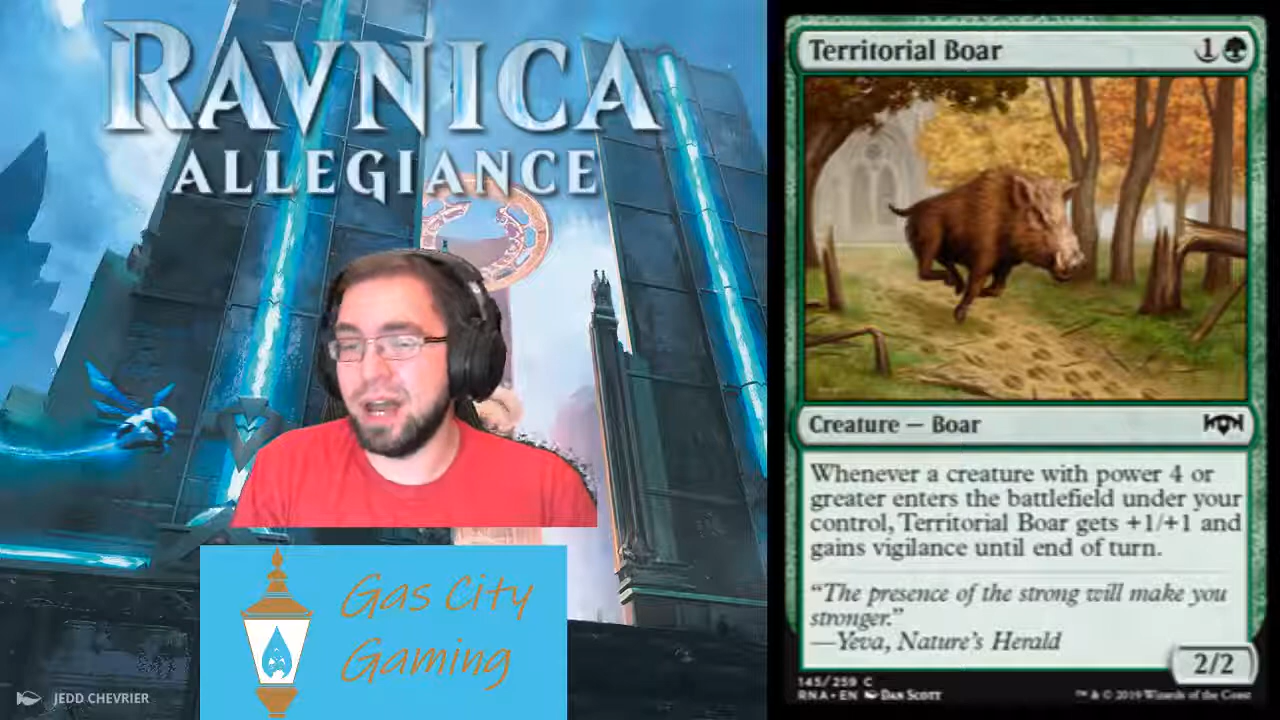 RAVNICA
ALLEGIANCE
Gas City
Gaming
JEDD CHEVRIER
Territorial Boar 1
Creature — Boar
Whenever a creature with power 4 or
greater enters the battlefield under your
control, Territorial Boar gets +1/+1 and
gains vigilance until end of turn.
“The presence of the strong will make you
stronger.”
—Yeva, Nature's Herald
2/2
145/259 C
RNA • EN DAN SCOTT
™ & © 2019 Wizards of the Coast